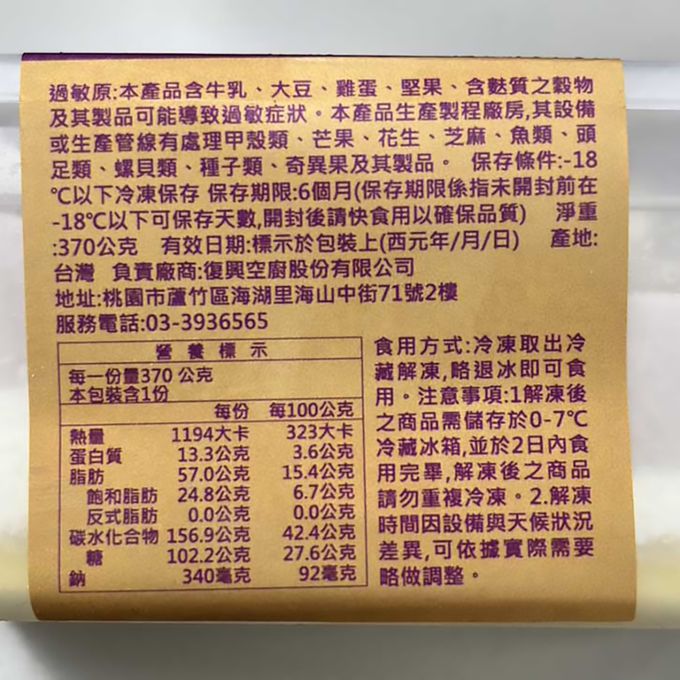 過敏原:本產品含牛乳、大豆、雞蛋、堅果、含麩質之穀物
及其製品可能導致過敏症狀。本產品生產製程廠房,其設備
或生產管線有處理甲殼類、芒果、花生、芝麻、魚類、頭
足類、螺貝類、種子類、奇異果及其製品。 保存條件:-18
℃以下冷凍保存 保存期限:6個月(保存期限係指未開封前在
-18℃以下可保存天數,開封後請快食用以確保品質) 淨重
:370公克 有效日期:標示於包裝上(西元年/月/日) 產地:
台灣 負責廠商:復興空廚股份有限公司
地址:桃園市蘆竹區海湖里海山中街71號2樓
服務電話:03-3936565
營養標示
每一份量370公克
本包裝含1份
每份 每100公克
熱量 1194大卡 323大卡
蛋白質 13.3公克 3.6公克
脂肪 57.0公克 15.4公克
飽和脂肪 24.8公克 6.7公克
反式脂肪 0.0公克 0.0公克
碳水化合物 156.9公克 42.4公克
糖 102.2公克 27.6公克
鈉 340毫克 92毫克
食用方式:冷凍取出冷
藏解凍,略退冰即可食
用。注意事項:1解凍後
之商品需儲存於0-7℃
冷藏冰箱,並於2日內食
用完畢,解凍後之商品
請勿重複冷凍。2.解凍
時間因設備與天候狀況
差異,可依據實際需要
略做調整。